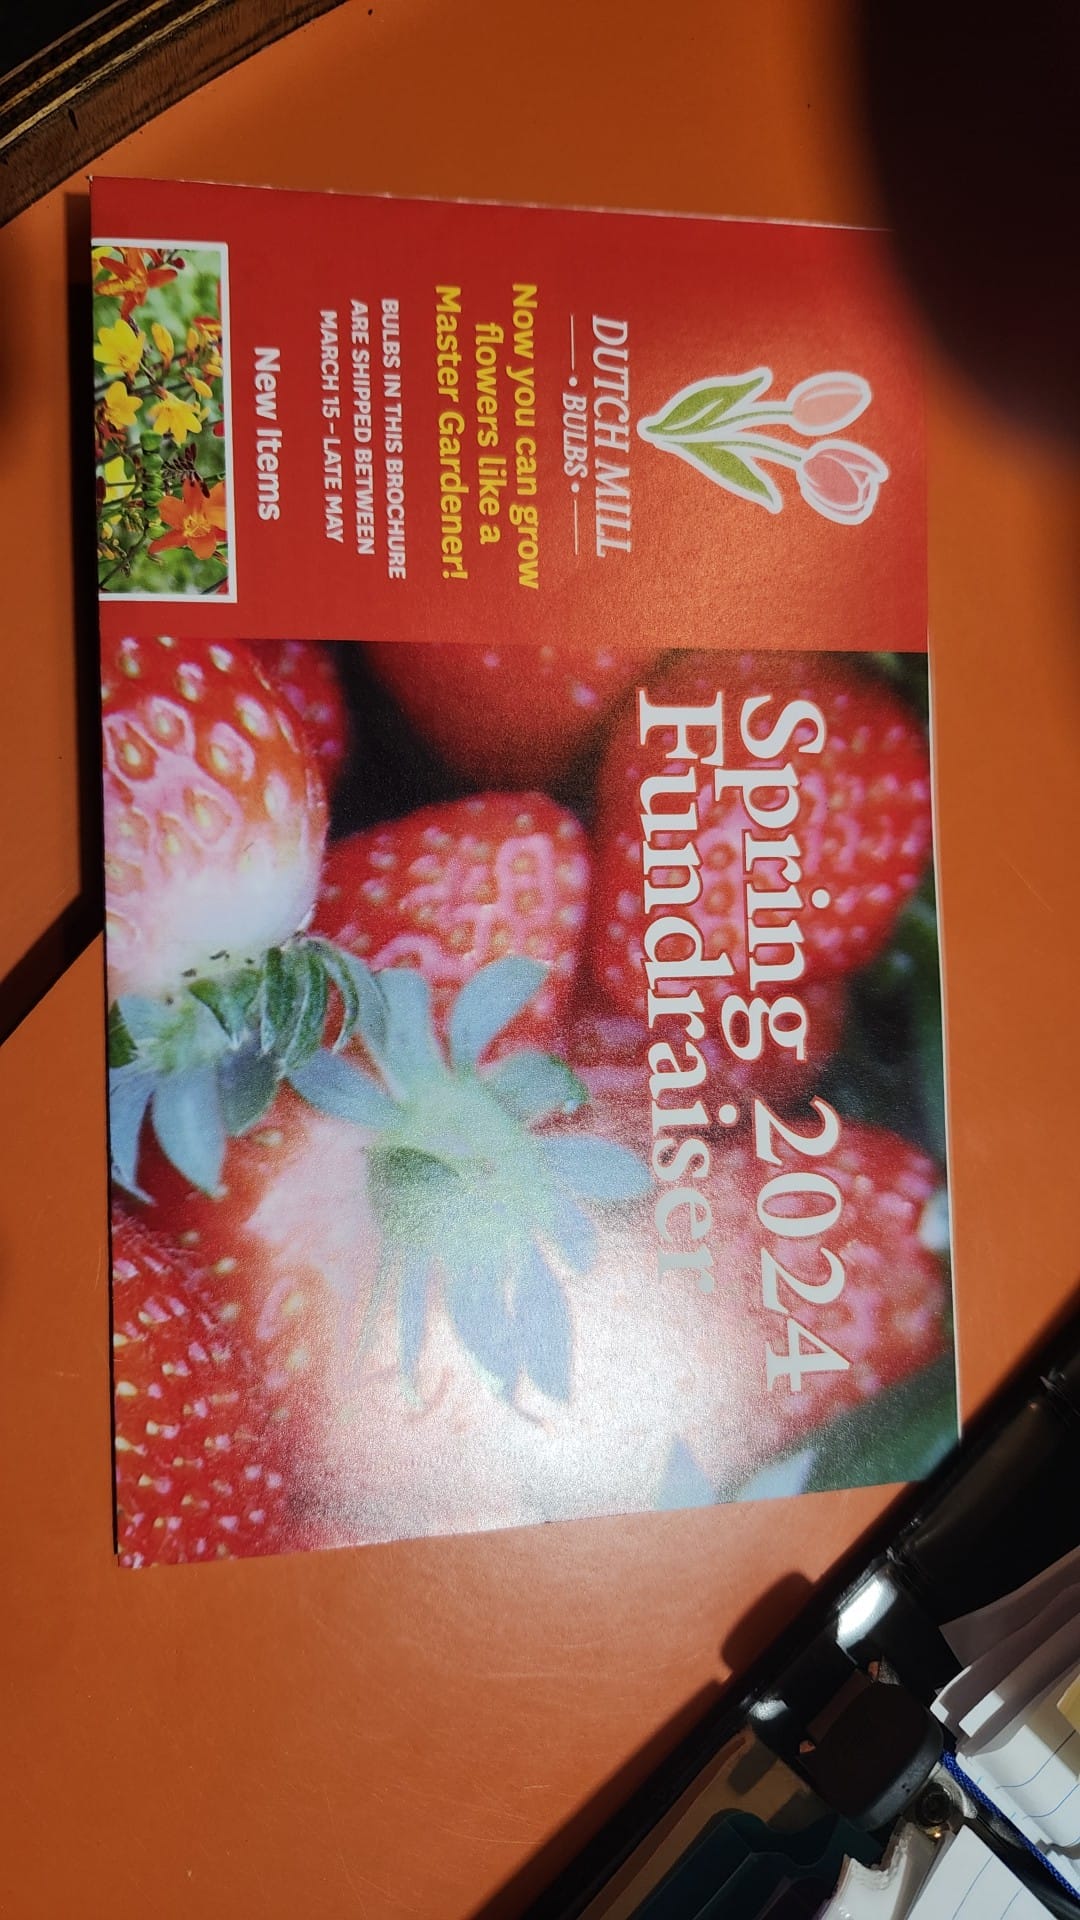 DUTCH MILL
• BULBS •
Now you can grow
flowers like a
Master Gardener!
BULBS IN THIS BROCHURE
ARE SHIPPED BETWEEN
MARCH 15 – LATE MAY
New Items
Spring 2024
Fundraiser